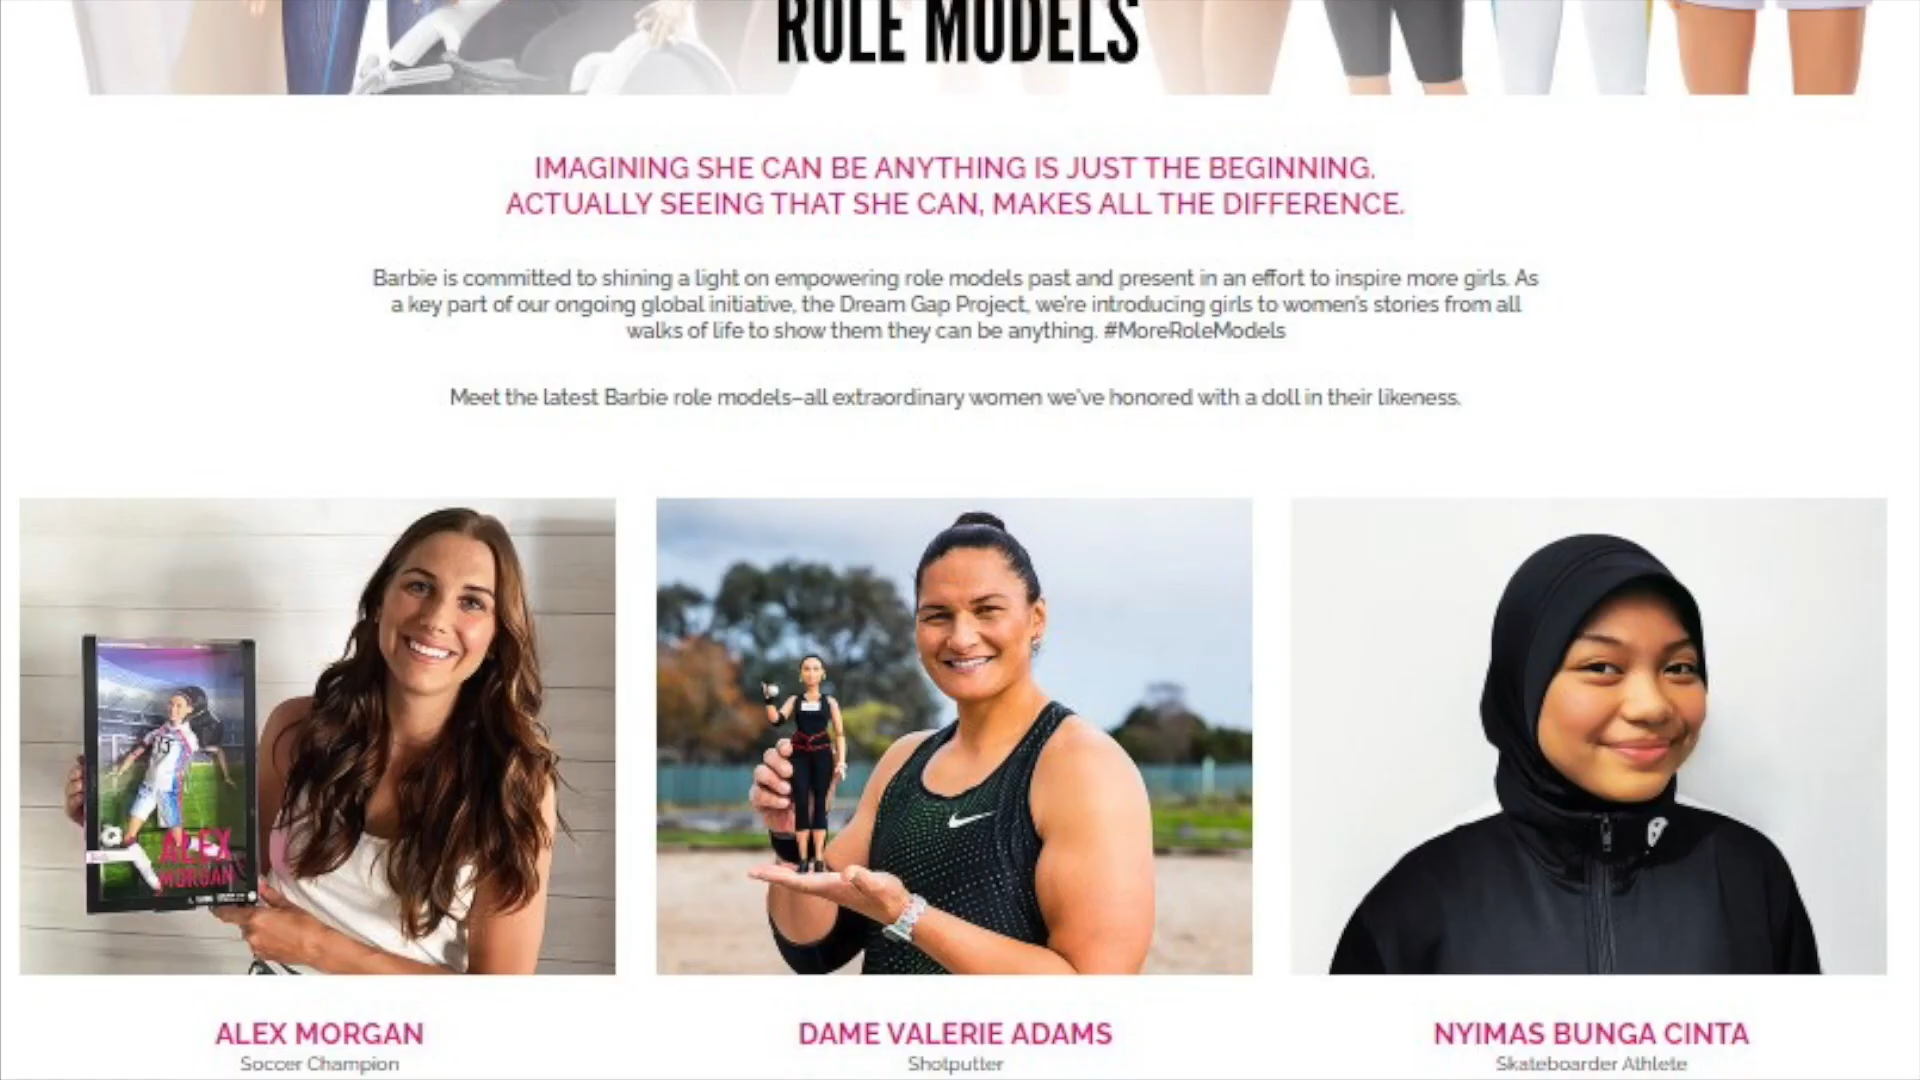 ROLE MODELS
IMAGINING SHE CAN BE ANYTHING IS JUST THE BEGINNING.
ACTUALLY SEEING THAT SHE CAN, MAKES ALL THE DIFFERENCE.
Barbie is committed to shining a light on empowering role models past and present in an effort to inspire more girls. As
a key part of our ongoing global initiative, the Dream Gap Project, we're introducing girls to women's stories from all
walks of life to show them they can be anything. #MoreRoleModels
Meet the latest Barbie role models–all extraordinary women we've honored with a doll in their likeness.
13
ALEX
MORGAN
ALEX MORGAN
Soccer Champion
DAME VALERIE ADAMS
Shotputter
NYIMAS BUNGA CINTA
Skateboarder Athlete